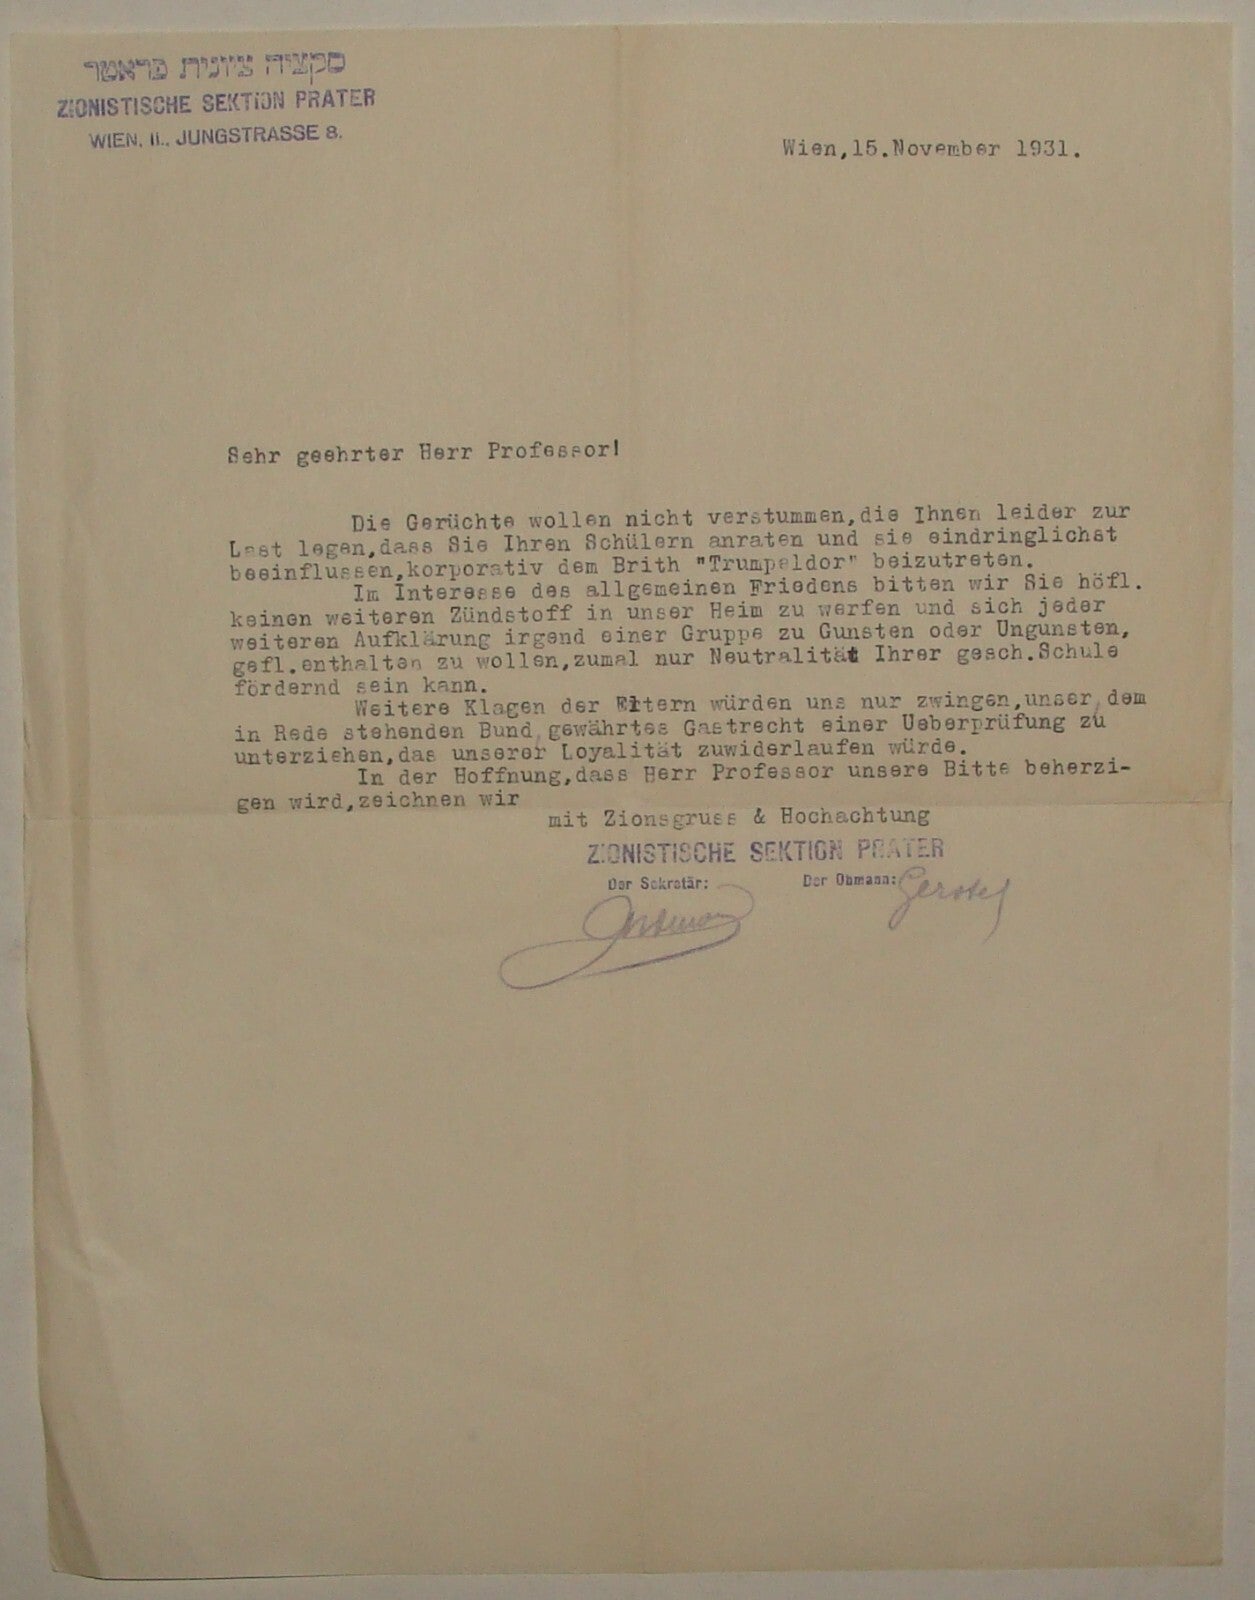 סקציה ציונית פראטר
ZIONISTISCHE SEKTION PRATER
WIEN, II., JUNGSTRASSE 8.
Wien,15.November 1931.
Sehr geehrter Herr Professor!
Die Gerüchte wollen nicht verstummen,die Ihnen leider zur
Last legen,dass Sie Ihren Schülern anraten und sie eindringlichst
beeinflussen,korporativ dem Brith "Trumpeldor" beizutreten.
Im Interesse des allgemeinen Friedens bitten wir Sie höfl.
keinen weiteren Zündstoff in unser Heim zu werfen und sich jeder
weiteren Aufklärung irgend einer Gruppe zu Gunsten oder Ungunsten,
gefl.enthalten zu wollen,zumal nur Neutralität Ihrer gesch.Schule
fördernd sein kann.
Weitere Klagen der Eltern würden uns nur zwingen,unser, dem
in Rede stehenden Bund, gewährtes Gastrecht einer Ueberprüfung zu
unterziehen,das unserer Loyalität zuwiderlaufen würde.
In der Hoffnung,dass Herr Professor unsere Bitte beherzi-
gen wird,zeichnen wir
mit Zionsgruss & Hochachtung
ZIONISTISCHE SEKTION PRATER
Der Sekretär: Der Obmann: Gerstel